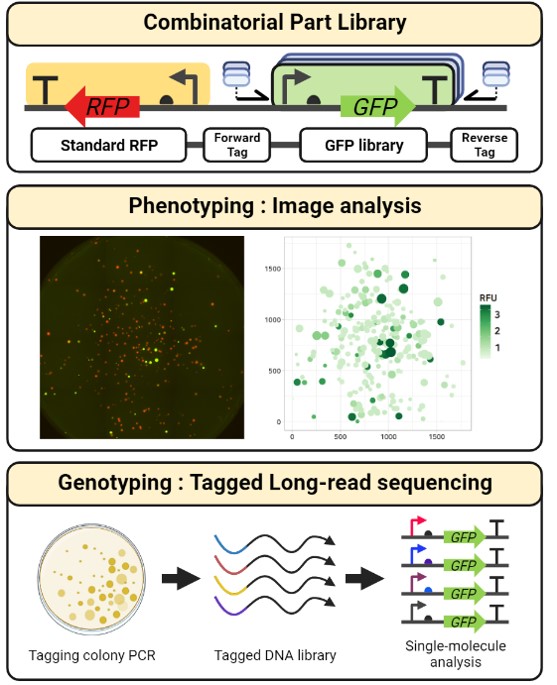 Combinatorial Part Library
RFP
GFP
Standard RFP
Forward
Tag
GFP library
Reverse
Tag
Phenotyping : Image analysis
1500
1000
500
0
0
500
1000
1500
RFU
3
2
1
Genotyping : Tagged Long-read sequencing
GFP
GFP
GFP
GFP
Tagging colony PCR
Tagged DNA library
Single-molecule
analysis